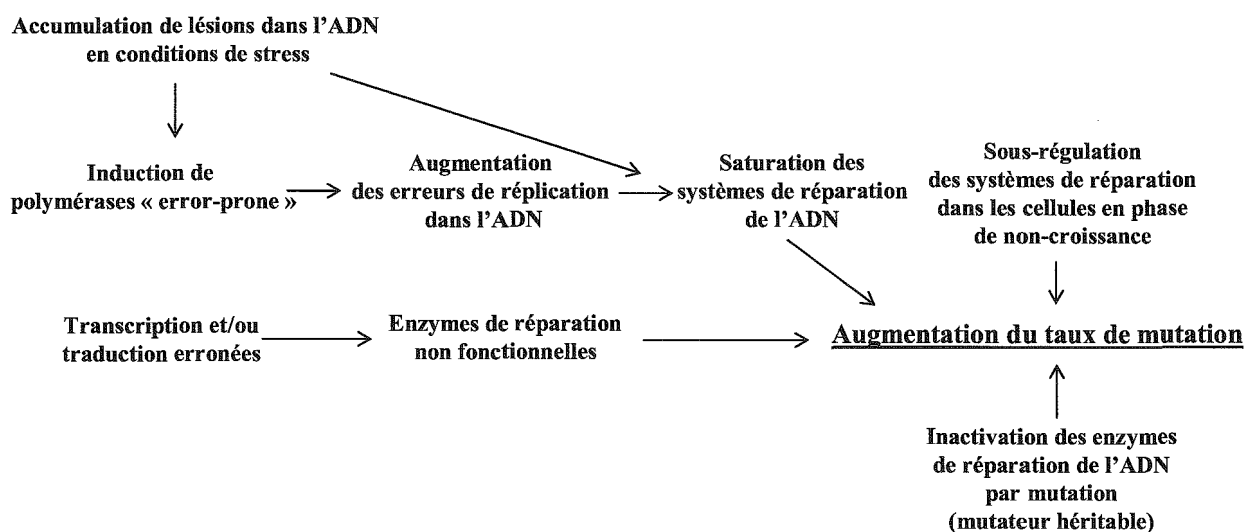 Accumulation de lésions dans l'ADN
en conditions de stress
Induction de
polymérases « error-prone »
Augmentation
des erreurs de réplication
dans l'ADN
Saturation des
systèmes de réparation
de l'ADN
Sous-régulation
des systèmes de réparation
dans les cellules en phase
de non-croissance
Transcription et/ou
traduction erronées
Enzymes de réparation
non fonctionnelles
Augmentation du taux de mutation
Inactivation des enzymes
de réparation de l'ADN
par mutation
(mutateur héritable)